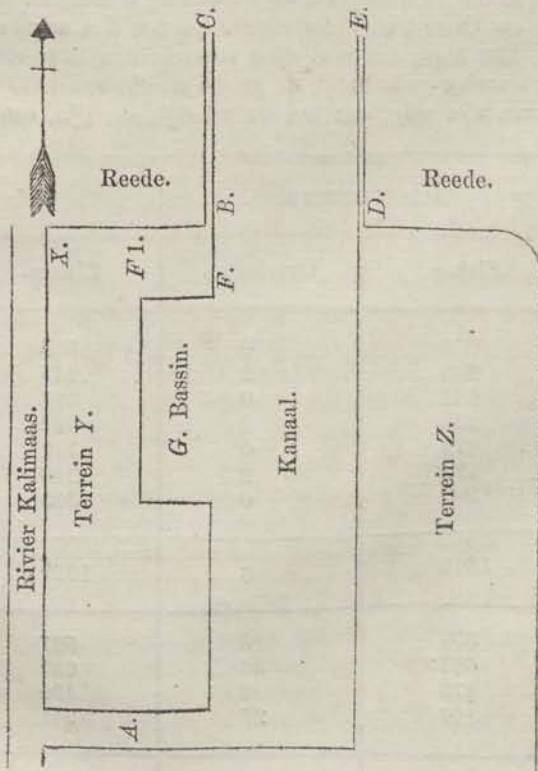 C.
E.
Reede.
Reede.
X.
F 1.
B.
F.
D.
Rivier Kalimaas.
Terrein Y.
G. Bassin.
Kanaal.
Terrein Z.
A.